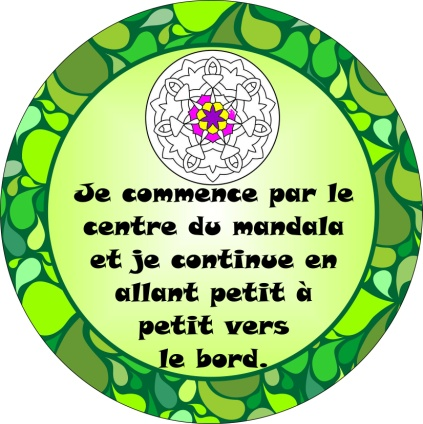 Je commence par le
centre du mandala
et je continue en
allant petit à
petit vers
le bord.